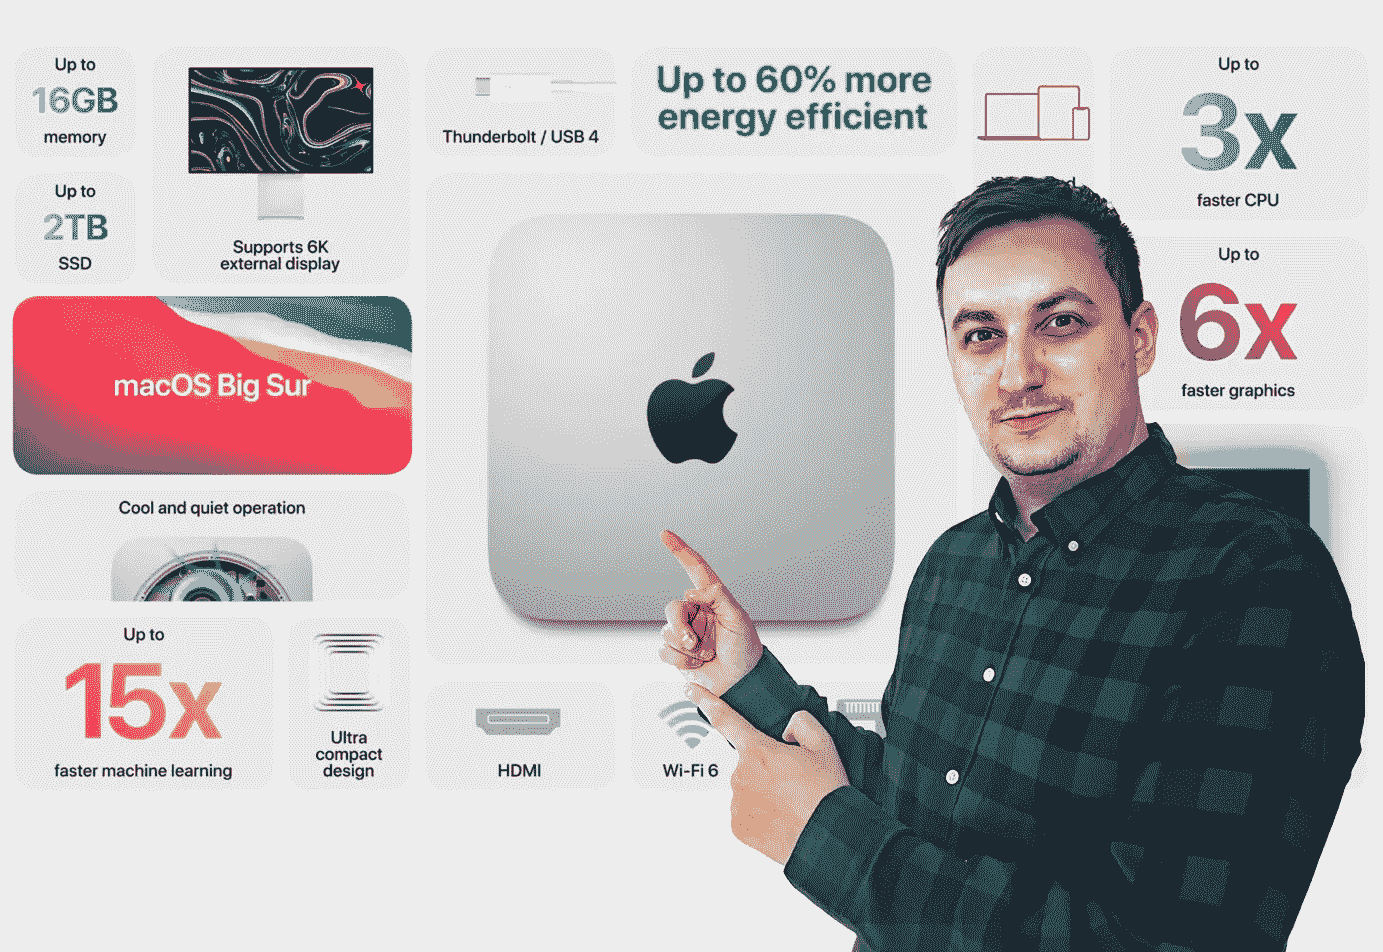 Up to
16GB
memory
Up to
2TB
SSD
Supports 6K
external display
Thunderbolt / USB 4
Up to 60% more
energy efficient
Up to
3x
faster CPU
Up to
6x
faster graphics
macOS Big Sur
Cool and quiet operation
Up to
15x
faster machine learning
Ultra
compact
design
HDMI
Wi-Fi 6